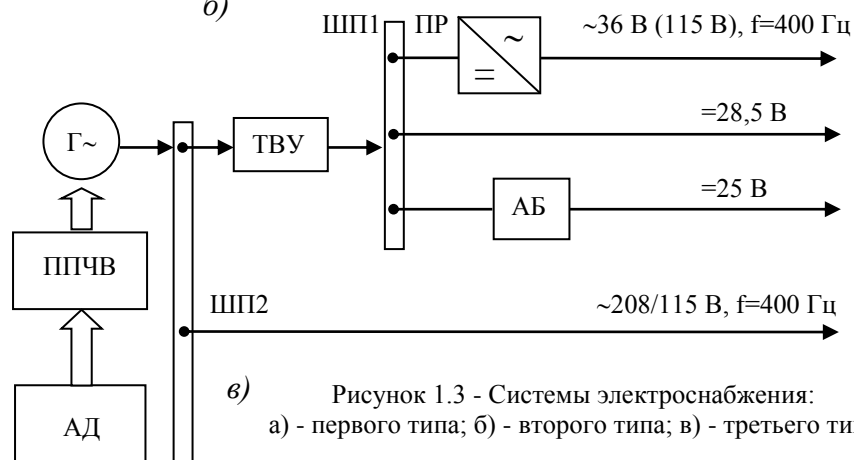 б)
ШП1 ПР ~36 В (115 В), f=400 Гц
~
=
=28,5 В
Г~
ТВУ
=25 В
АБ
ППЧВ
ШП2 ~208/115 В, f=400 Гц
в)
Рисунок 1.3 - Системы электроснабжения:
АД
а) - первого типа; б) - второго типа; в) - третьего ти